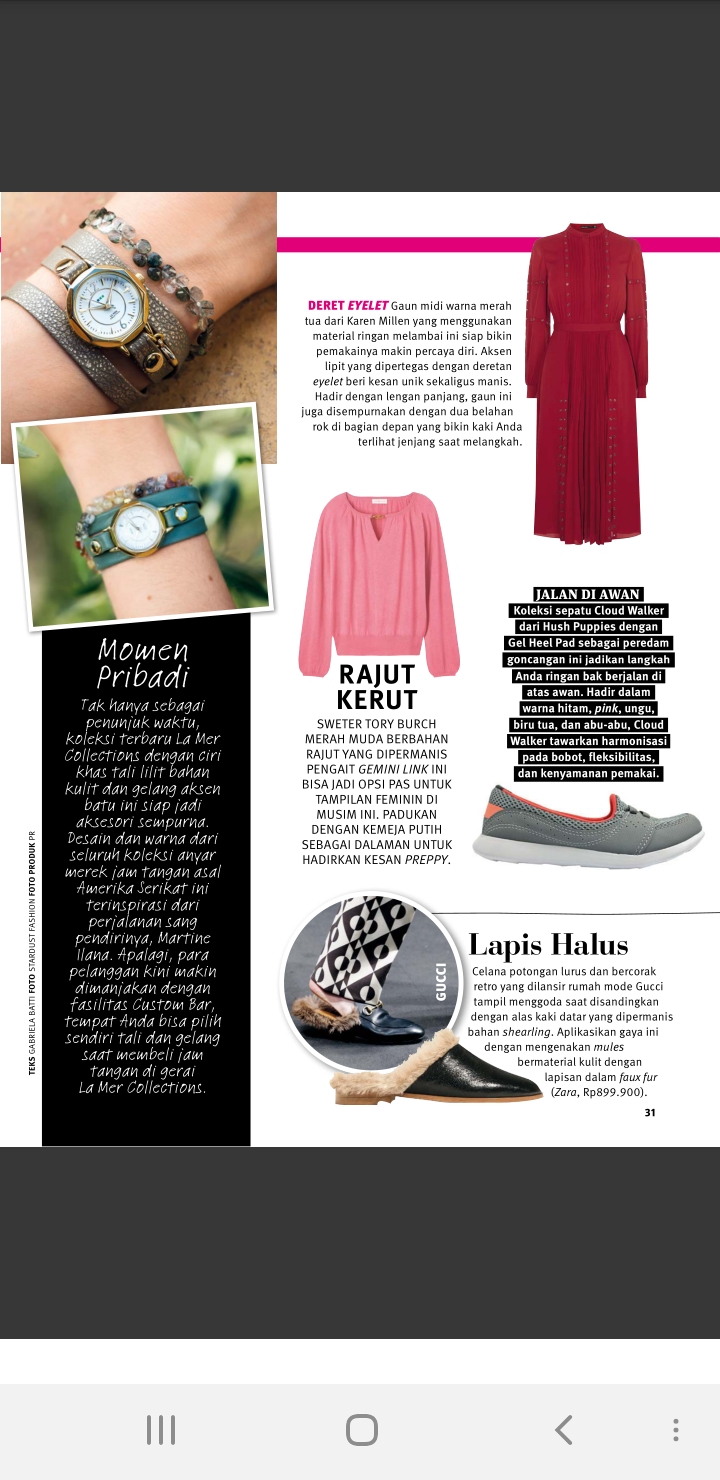 DERET EYELET Gaun midi warna merah
tua dari Karen Millen yang menggunakan
material ringan melambai ini siap bikin
pemakainya makin percaya diri. Aksen
lipit yang dipertegas dengan deretan
eyelet beri kesan unik sekaligus manis.
Hadir dengan lengan panjang, gaun ini
juga disempurnakan dengan dua belahan
rok di bagian depan yang bikin kaki Anda
terlihat jenjang saat melangkah.
Momen
Pribadi
Tak hanya sebagai
penunjuk waktu,
koleksi terbaru La Mer
Collections dengan ciri
khas tali lilit bahan
kulit dan gelang aksen
batu ini siap jadi
aksesori sempurna.
Desain dan warna dari
seluruh koleksi anyar
merek jam tangan asal
Amerika Serikat ini
terinspirasi dari
perjalanan sang
pendirinya, Martine
Ilana. Apalagi, para
pelanggan kini makin
dimanjakan dengan
fasilitas Custom Bar,
tempat Anda bisa pilih
sendiri tali dan gelang
saat membeli jam
tangan di gerai
La Mer Collections.
TEKS GABRIELA BATTI FOTO STARDUST FASHION FOTO PRODUK PR
RAJUT
KERUT
SWETER TORY BURCH
MERAH MUDA BERBAHAN
RAJUT YANG DIPERMANIS
PENGAIT GEMINI LINK INI
BISA JADI OPSI PAS UNTUK
TAMPILAN FEMININ DI
MUSIM INI. PADUKAN
DENGAN KEMEJA PUTIH
SEBAGAI DALAMAN UNTUK
HADIRKAN KESAN PREPPY.
JALAN DI AWAN
Koleksi sepatu Cloud Walker
dari Hush Puppies dengan
Gel Heel Pad sebagai peredam
goncangan ini jadikan langkah
Anda ringan bak berjalan di
atas awan. Hadir dalam
warna hitam, pink, ungu,
biru tua, dan abu-abu, Cloud
Walker tawarkan harmonisasi
pada bobot, fleksibilitas,
dan kenyamanan pemakai.
GUCCI
Lapis Halus
Celana potongan lurus dan bercorak
retro yang dilansir rumah mode Gucci
tampil menggoda saat disandingkan
dengan alas kaki datar yang dipermanis
bahan shearling. Aplikasikan gaya ini
dengan mengenakan mules
bermaterial kulit dengan
lapisan dalam faux fur
(Zara, Rp899.900).
31